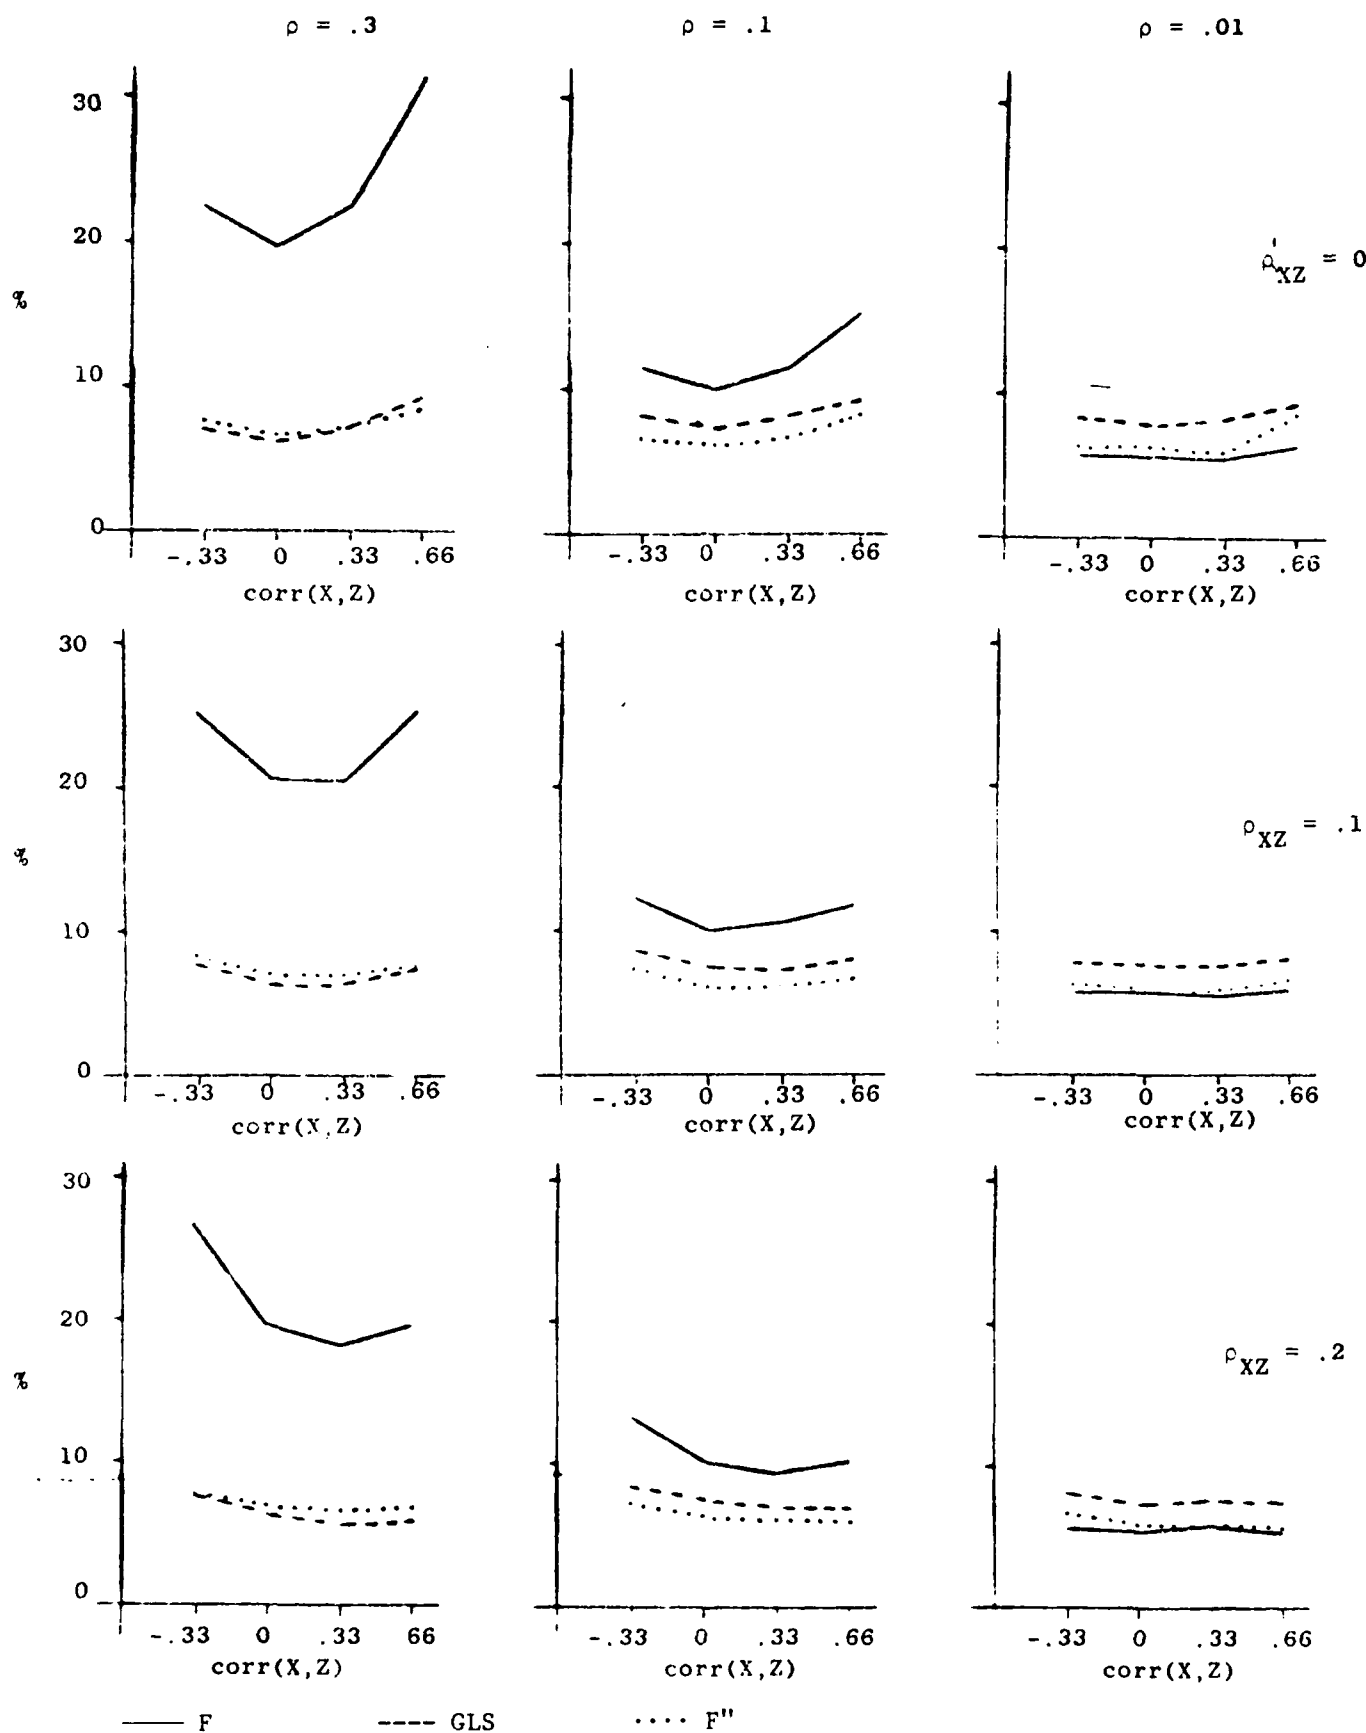 ρ = .3 ρ = .1 ρ = .01
30
20
ρ'XZ = 0
%
10
0
-.33 0 .33 .66 -.33 0 .33 .66 -.33 0 .33 .66
corr(X,Z) corr(X,Z) corr(X,Z)
30
20
ρXZ = .1
%
10
0
-.33 0 .33 .66 -.33 0 .33 .66 -.33 0 .33 .66
corr(X,Z) corr(X,Z) corr(X,Z)
30
20
ρXZ = .2
%
10
0
-.33 0 .33 66 -.33 0 .33 .66 -.33 0 .33 .66
corr(X,Z) corr(X,Z) corr(X,Z)
F GLS F"